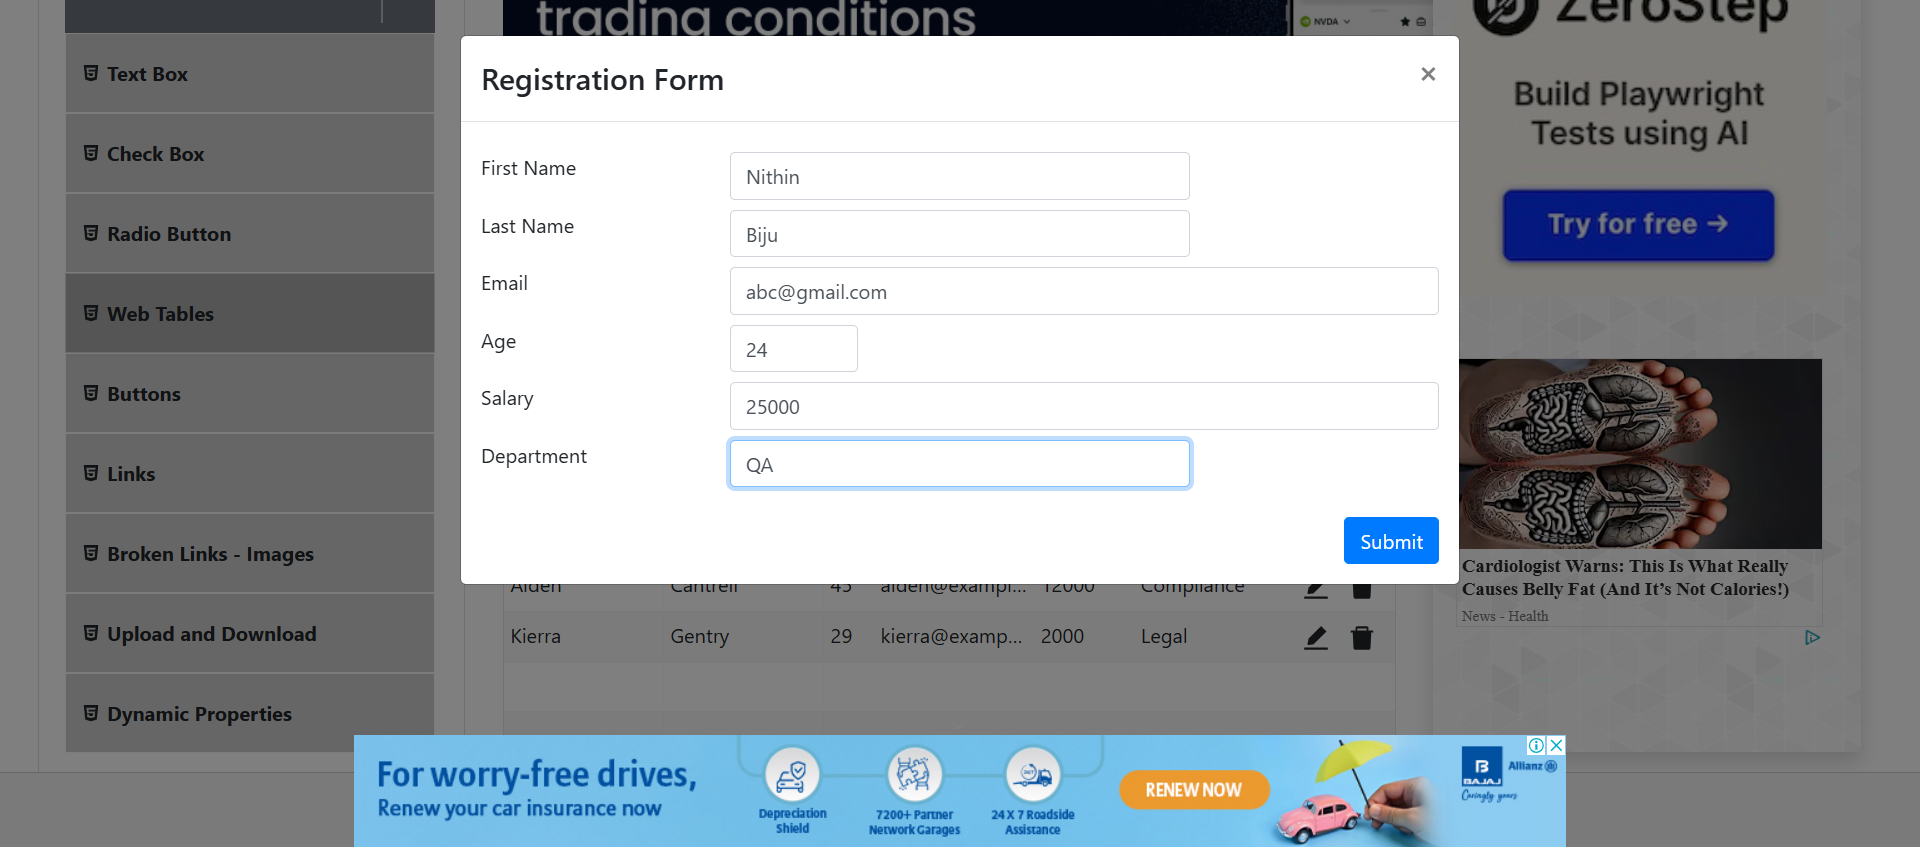 trading conditions
NVDA
ZeroStep
Build Playwright
Tests using AI
Try for free →
Text Box
Check Box
Radio Button
Web Tables
Buttons
Links
Broken Links - Images
Upload and Download
Dynamic Properties
Registration Form
×
First Name
Nithin
Last Name
Biju
Email
abc@gmail.com
Age
24
Salary
25000
Department
QA
Submit
Alden Cantrell 45 alden@exampl... 12000 Compliance
Kierra Gentry 29 kierra@examp... 2000 Legal
Cardiologist Warns: This Is What Really
Causes Belly Fat (And It's Not Calories!)
News - Health
For worry-free drives,
Renew your car insurance now
Depreciation
Shield
7200+ Partner
Network Garages
24 X 7 Roadside
Assistance
RENEW NOW
B
BAJAJ
Allianz
Caringly yours